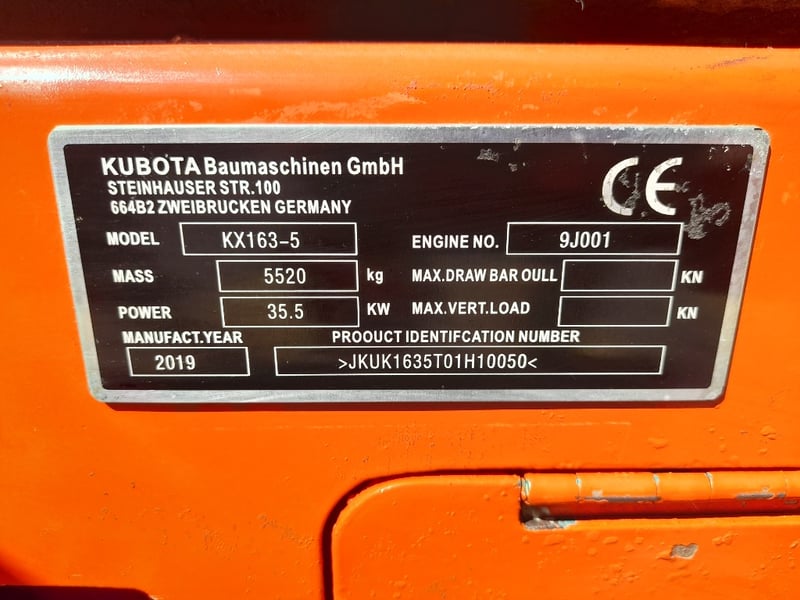 KUBOTA Baumaschinen GmbH
STEINHAUSER STR.100
664B2 ZWEIBRUCKEN GERMANY
CE
MODEL KX163-5 ENGINE NO. 9J001
MASS 5520 kg MAX.DRAW BAR OULL KN
POWER 35.5 KW MAX.VERT.LOAD KN
MANUFACT.YEAR PRODUCT IDENTIFCATION NUMBER
2019 >JKUK1635T01H10050<